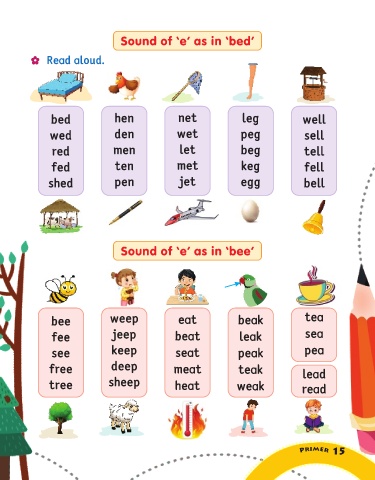 Sound of 'e' as in 'bed'
Read aloud.
bed
wed
red
fed
shed
hen
den
men
ten
pen
net
wet
let
met
jet
leg
peg
beg
keg
egg
well
sell
tell
fell
bell
Sound of 'e' as in 'bee'
bee
fee
see
free
tree
weep
jeep
keep
deep
sheep
eat
beat
seat
meat
heat
beak
leak
peak
teak
weak
tea
sea
pea
lead
read
PRIMER 15